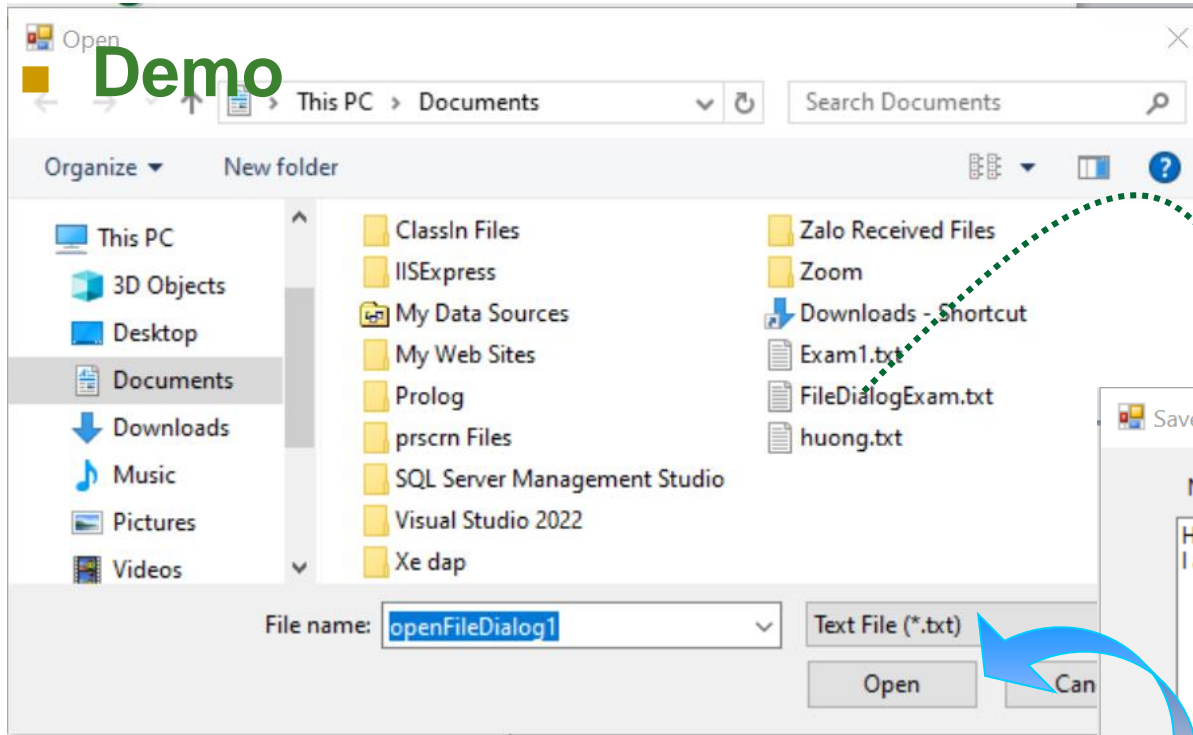 Open
Demo
This PC > Documents
Search Documents
Organize
New folder
This PC
3D Objects
Desktop
Documents
Downloads
Music
Pictures
Videos
ClassIn Files
IISExpress
My Data Sources
My Web Sites
Prolog
prscrn Files
SQL Server Management Studio
Visual Studio 2022
Xe dap
Zalo Received Files
Zoom
Downloads - Shortcut
Exam1.txt
FileDialogExam.txt
huong.txt
File name: openFileDialog1
Text File (*.txt)
Open